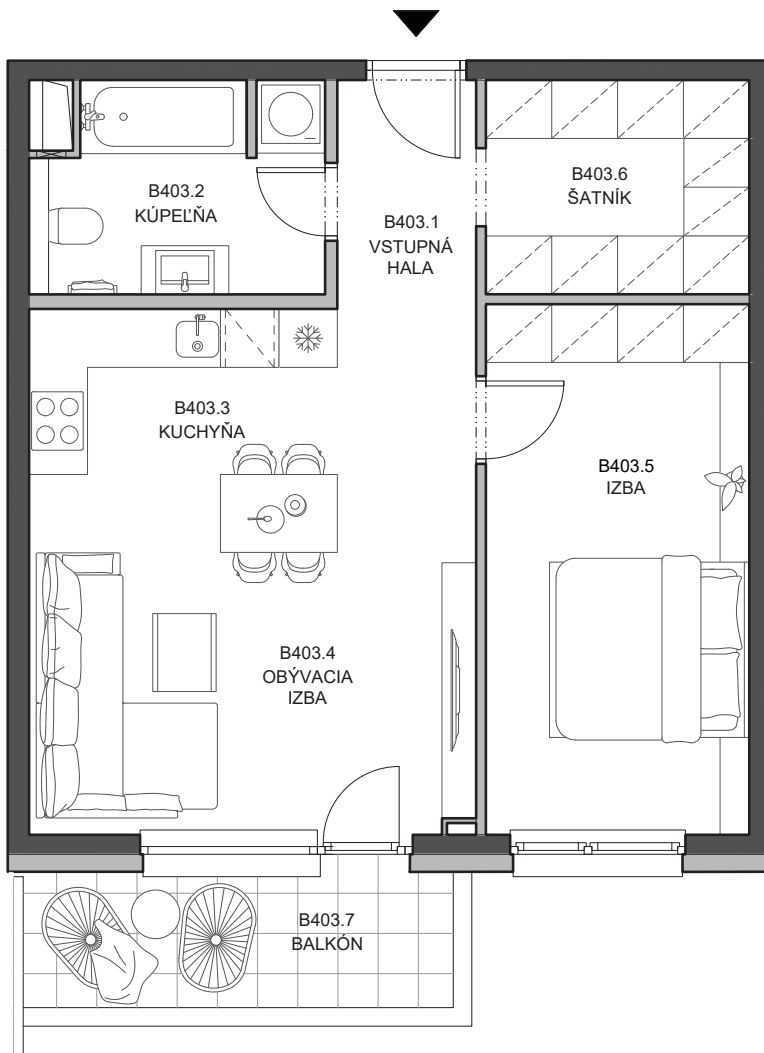 B403.2
KÚPEĽŇA
B403.1
VSTUPNÁ
HALA
B403.6
ŠATNÍK
B403.3
KUCHYŇA
B403.5
IZBA
B403.4
OBÝVACIA
IZBA
B403.7
BALKÓN